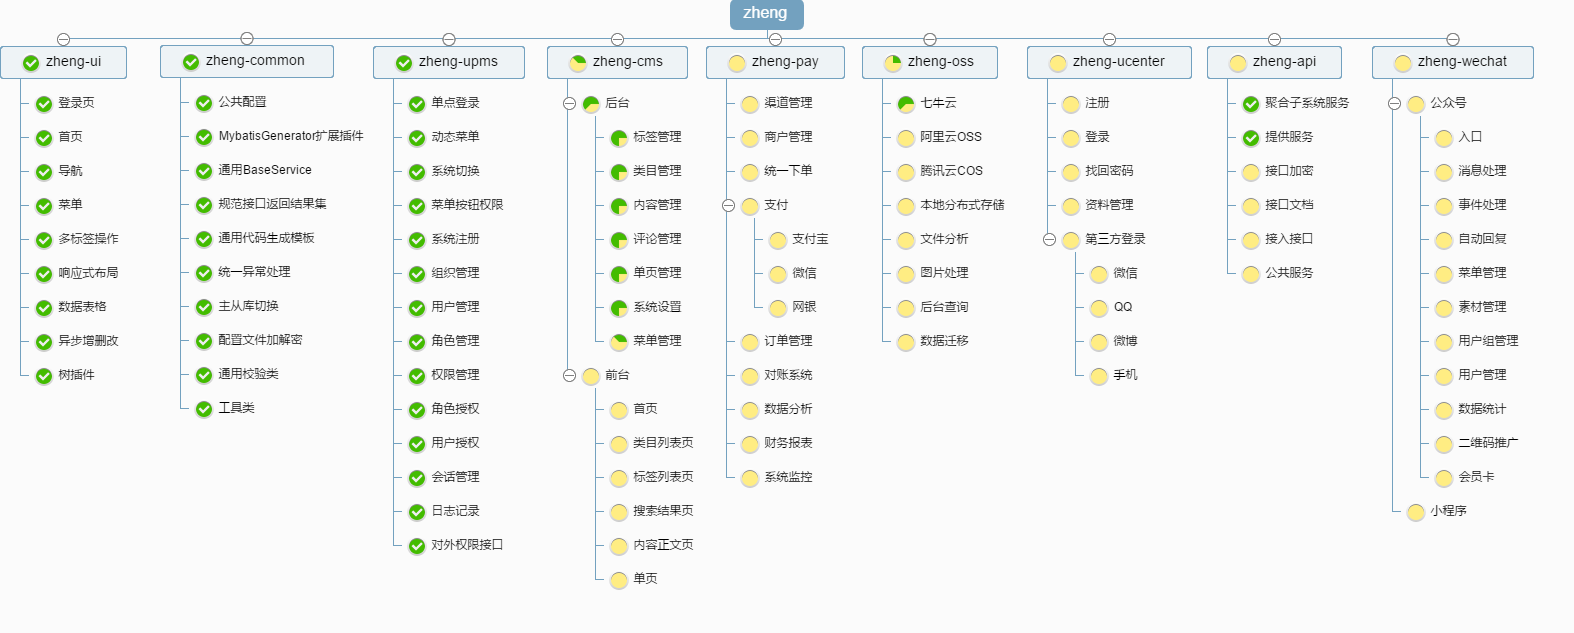 zheng
zheng-ui
登录页
首页
导航
菜单
多标签操作
响应式布局
数据表格
异步增删改
树插件
zheng-common
公共配置
MybatisGenerator扩展插件
通用BaseService
规范接口返回结果集
通用代码生成模板
统一异常处理
主从库切换
配置文件加解密
通用校验类
工具类
zheng-upms
单点登录
动态菜单
系统切换
菜单按钮权限
系统注册
组织管理
用户管理
角色管理
权限管理
角色授权
用户授权
会话管理
日志记录
对外权限接口
zheng-cms
后台
标签管理
类目管理
内容管理
评论管理
单页管理
系统设置
菜单管理
前台
首页
类目列表页
标签列表页
搜索结果页
内容正文页
单页
zheng-pay
渠道管理
商户管理
统一下单
支付
支付宝
微信
网银
订单管理
对账系统
数据分析
财务报表
系统监控
zheng-oss
七牛云
阿里云OSS
腾讯云COS
本地分布式存储
文件分析
图片处理
后台查询
数据迁移
zheng-ucenter
注册
登录
找回密码
资料管理
第三方登录
微信
QQ
微博
手机
zheng-api
聚合子系统服务
提供服务
接口加密
接口文档
接入接口
公共服务
zheng-wechat
公众号
入口
消息处理
事件处理
自动回复
菜单管理
素材管理
用户组管理
用户管理
数据统计
二维码推广
会员卡
小程序